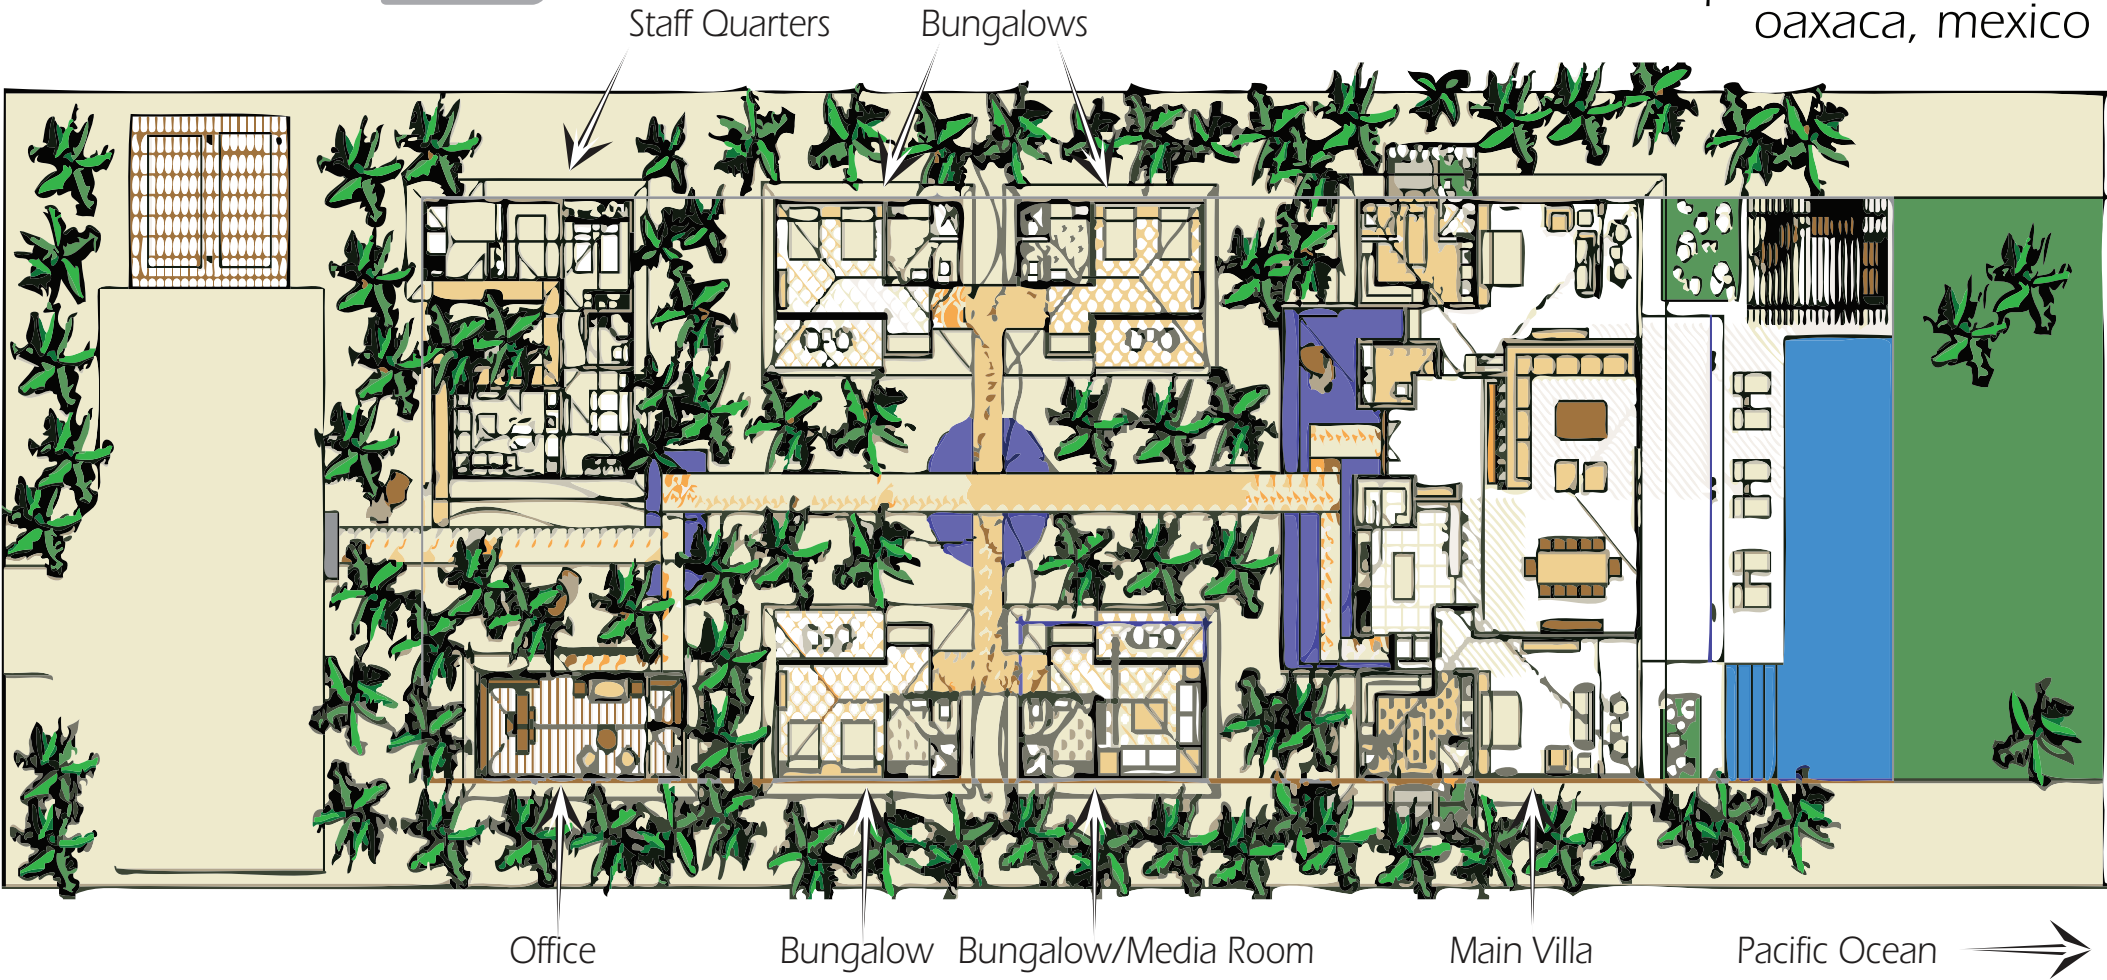 oaxaca, mexico
Staff Quarters
Bungalows
Office
Bungalow
Bungalow/Media Room
Main Villa
Pacific Ocean